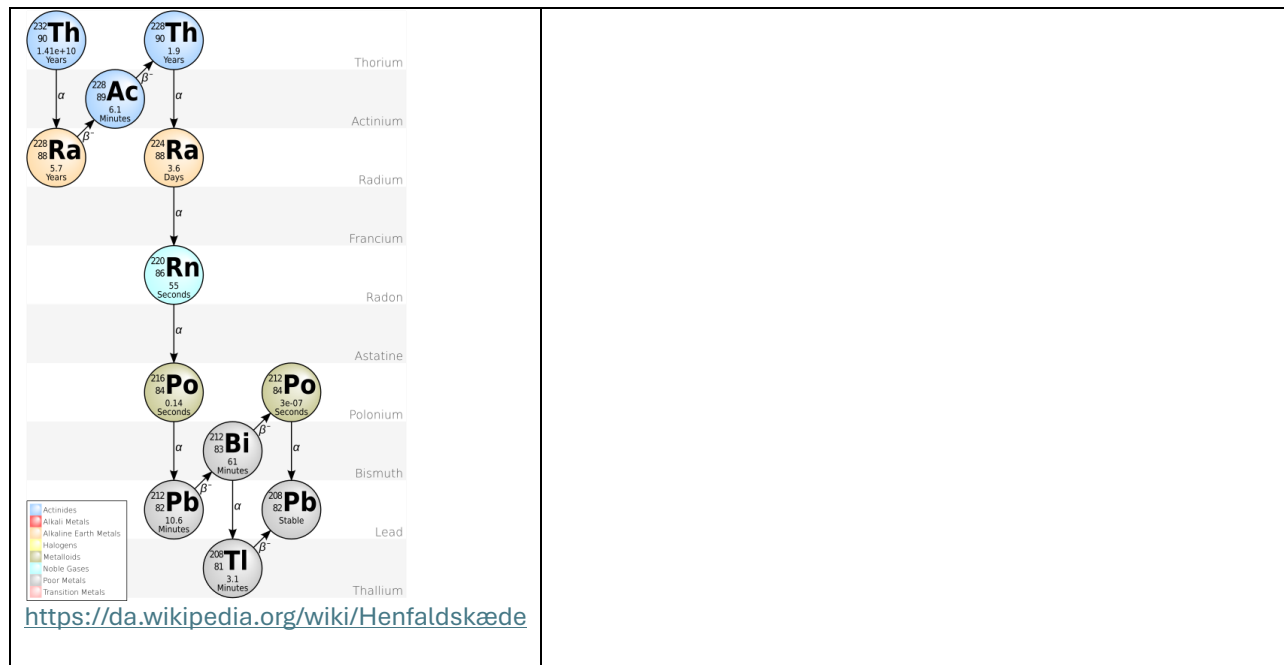 232 90 Th 1.41e+10 Years
228 90 Th 1.9 Years
Thorium
α
β⁻
α
228 89 Ac 6.1 Minutes
Actinium
β⁻
228 88 Ra 5.7 Years
224 88 Ra 3.6 Days
Radium
α
Francium
220 86 Rn 55 Seconds
Radon
α
Astatine
216 84 Po 0.14 Seconds
212 84 Po 3e-07 Seconds
Polonium
α
β⁻
α
212 83 Bi 61 Minutes
Bismuth
β⁻
212 82 Pb 10.6 Minutes
α
208 82 Pb Stable
Lead
β⁻
208 81 Tl 3.1 Minutes
Thallium
Actinides
Alkali Metals
Alkaline Earth Metals
Halogens
Metalloids
Noble Gases
Poor Metals
Transition Metals
https://da.wikipedia.org/wiki/Henfaldskæde